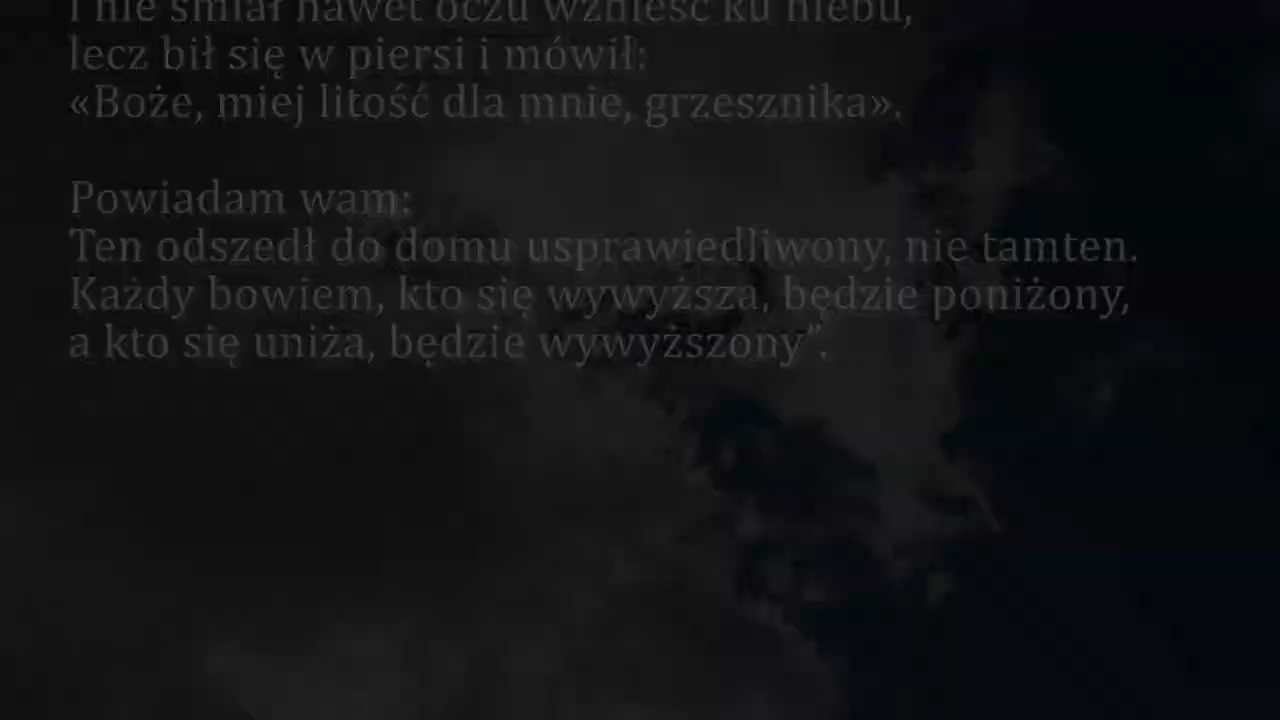 i nie śmiał nawet oczu wznieść ku niebu,
lecz bił się w piersi i mówił:
«Boże, miej litość dla mnie, grzesznika».
Powiadam wam:
Ten odszedł do domu usprawiedliwony, nie tamten.
Każdy bowiem, kto się wywyższa, będzie poniżony,
a kto się uniża, będzie wywyższony".